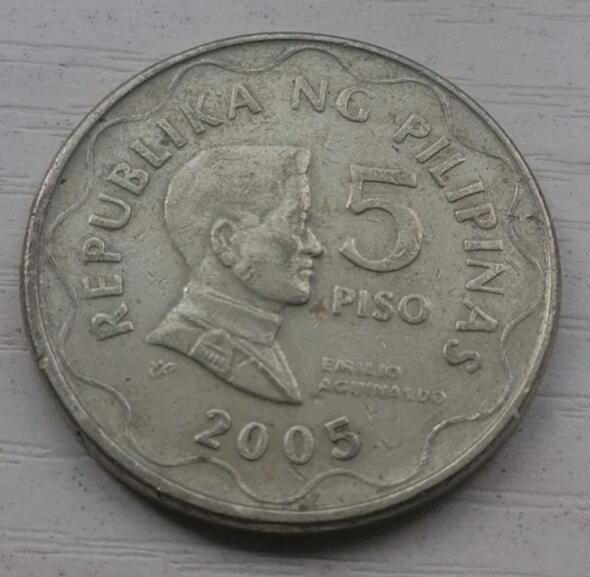 REPUBLIKA NG PILIPINAS
5
PISO
EMILIO
AGUINALDO
2005